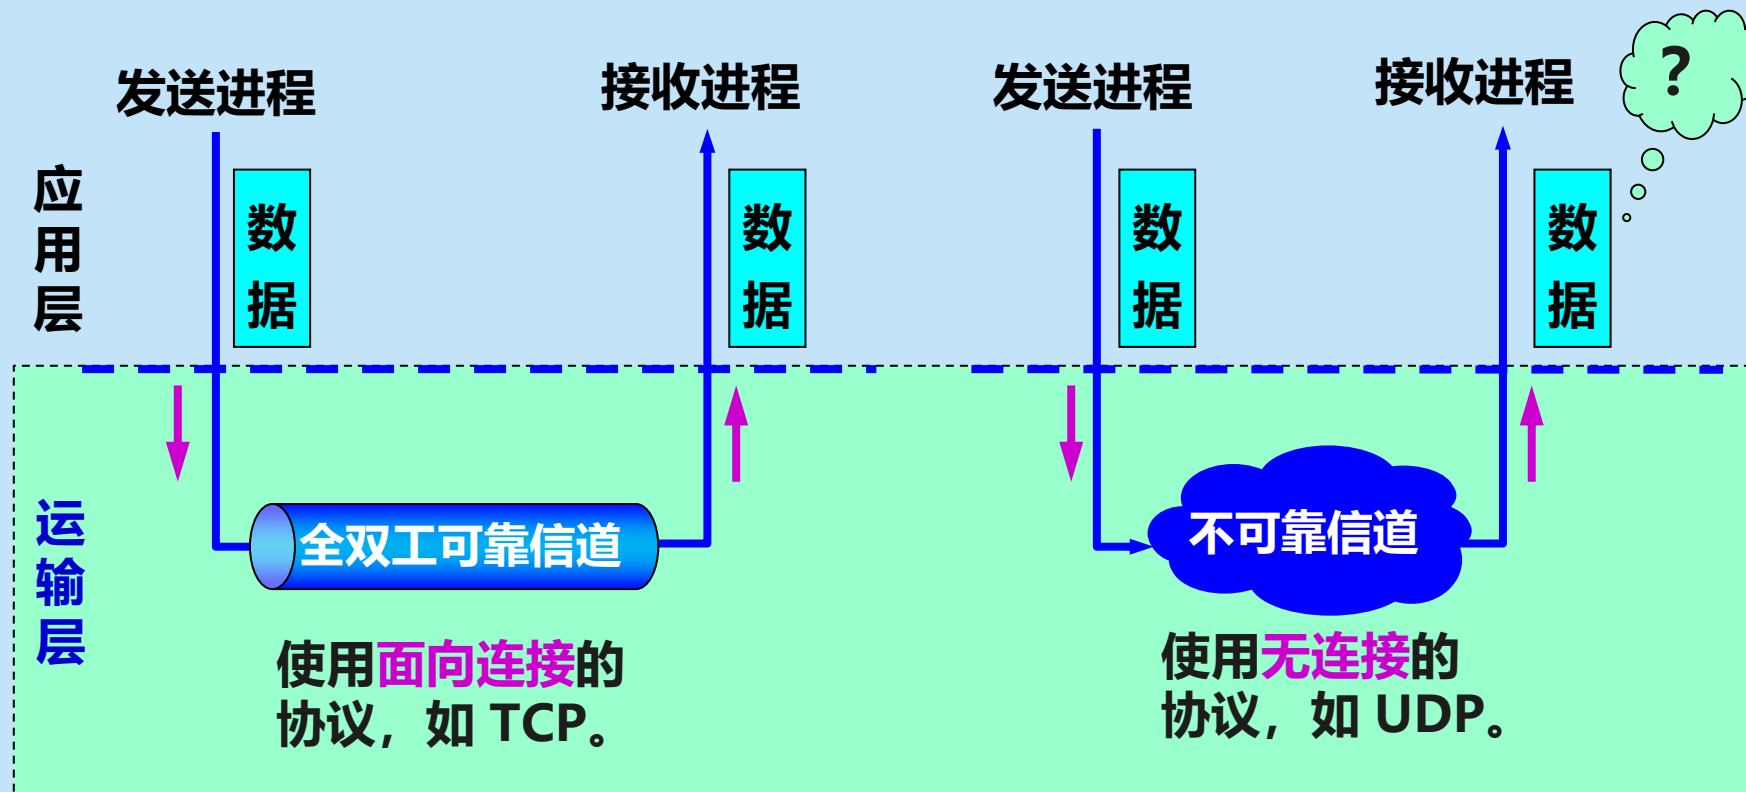 发送进程
接收进程
发送进程
接收进程
?
应用层
数据
数据
数据
数据
运输层
全双工可靠信道
不可靠信道
使用面向连接的
协议，如 TCP。
使用无连接的
协议，如 UDP。